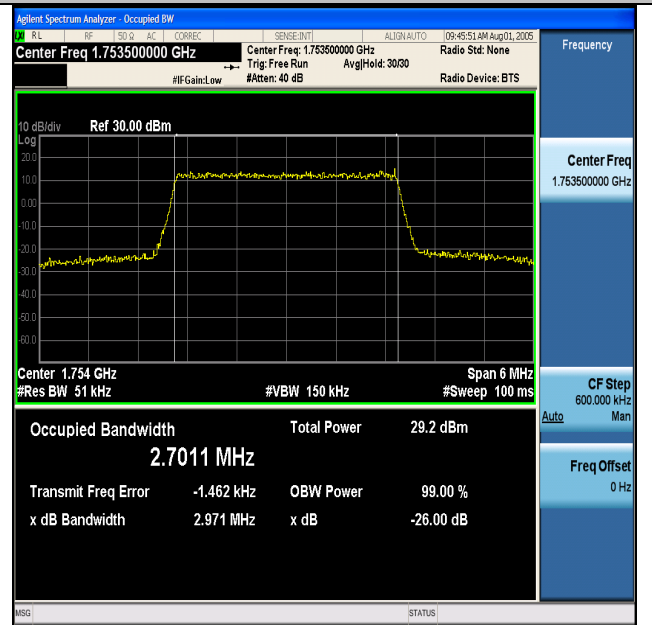 Agilent Spectrum Analyzer - Occupied BW
LXI RL RF 50 Ω AC CORREC SENSE:INT ALIGN AUTO 09:45:51 AM Aug 01, 2005
Center Freq 1.753500000 GHz
Center Freq: 1.753500000 GHz
Radio Std: None
Trig: Free Run Avg|Hold: 30/30
#IFGain:Low #Atten: 40 dB Radio Device: BTS
10 dB/div Ref 30.00 dBm
Log
20.0
10.0
0.00
-10.0
-20.0
-30.0
-40.0
-50.0
-60.0
Center 1.754 GHz Span 6 MHz
#Res BW 51 kHz #VBW 150 kHz #Sweep 100 ms
Occupied Bandwidth Total Power 29.2 dBm
2.7011 MHz
Transmit Freq Error -1.462 kHz OBW Power 99.00 %
x dB Bandwidth 2.971 MHz x dB -26.00 dB
MSG STATUS
Frequency
Center Freq
1.753500000 GHz
CF Step
600.000 kHz
Auto Man
Freq Offset
0 Hz